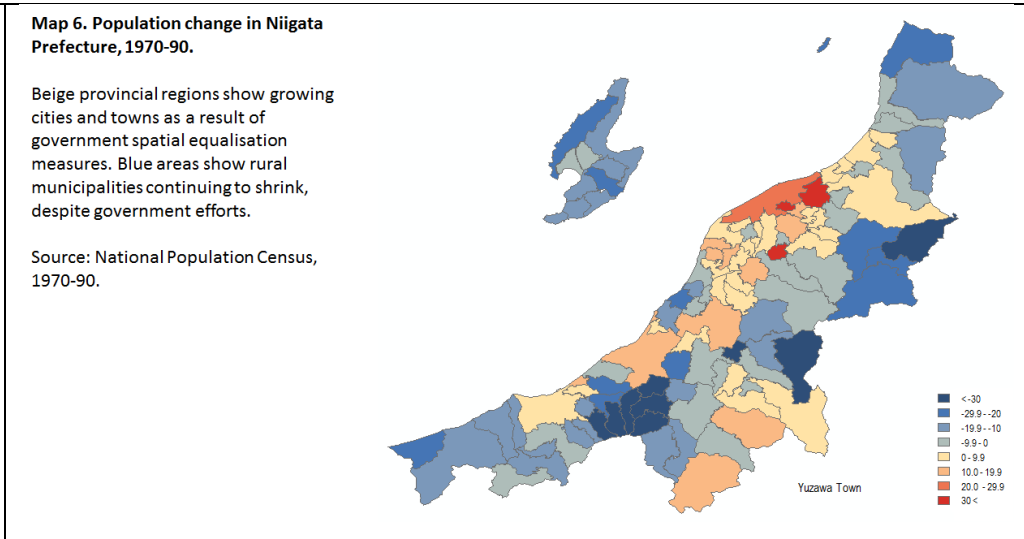 Map 6. Population change in Niigata
Prefecture, 1970-90.
Beige provincial regions show growing
cities and towns as a result of
government spatial equalisation
measures. Blue areas show rural
municipalities continuing to shrink,
despite government efforts.
Source: National Population Census,
1970-90.
<-30
-29.9--20
-19.9--10
-9.9-0
0-9.9
10.0-19.9
20.0 -29.9
30<
Yuzawa Town